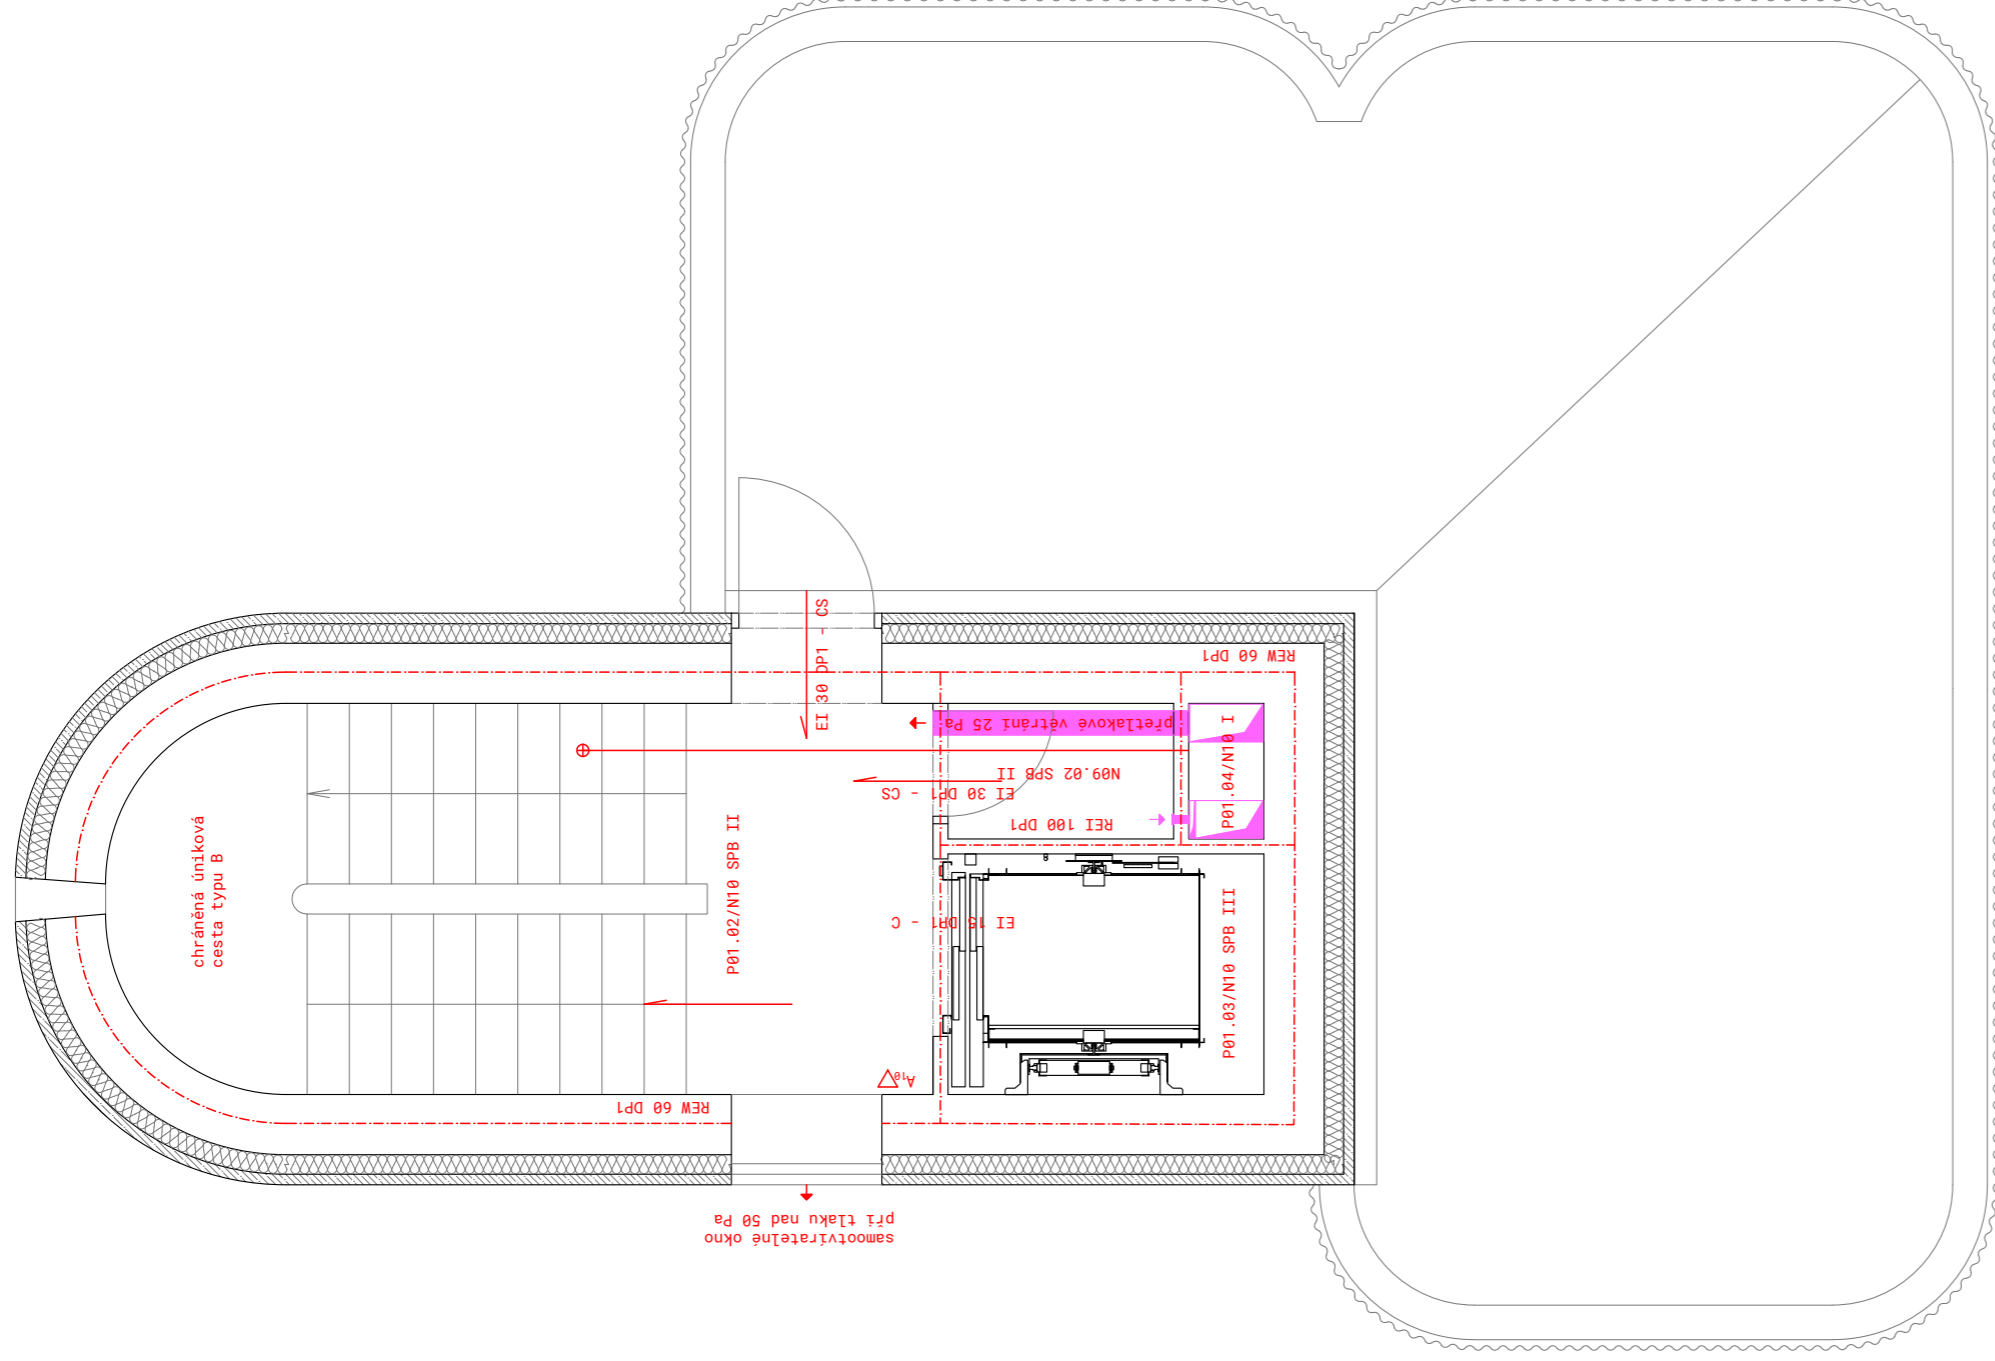 EI 30 DP1 - CS
REW 60 DP1
přetlakové větrání 25 Pa
P01.04/N10 I
N09.02 SPB II
EI 30 DP1 - CS
REI 100 DP1
chráněná úniková
cesta typu B
P01.02/N10 SPB II
EI 15 DP1 - C
P01.03/N10 SPB III
A10
REW 60 DP1
samootvíratelné okno
při tlaku nad 50 Pa